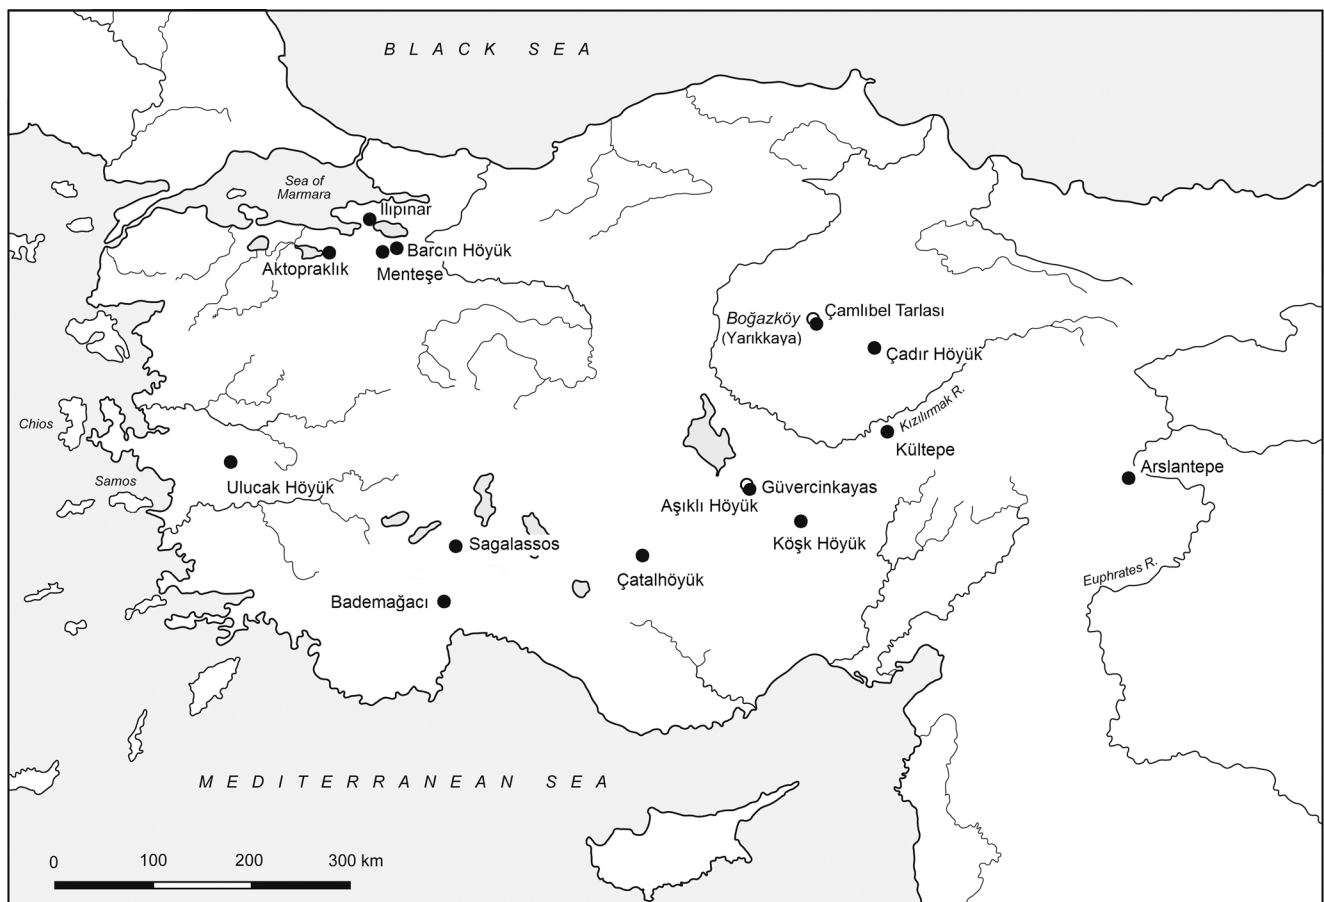 BLACK SEA
Sea of
Marmara
Ilıpınar
Barcın Höyük
Aktopraklık
Menteşe
Boğazköy
(Yarıkkaya)
Çamlıbel Tarlası
Çadır Höyük
Kızılırmak R.
Chios
Kültepe
Arslantepe
Samos
Ulucak Höyük
Güvercinkayas
Aşıklı Höyük
Sagalassos
Köşk Höyük
Çatalhöyük
Euphrates R.
Bademağacı
MEDITERRANEAN SEA
0 100 200 300 km